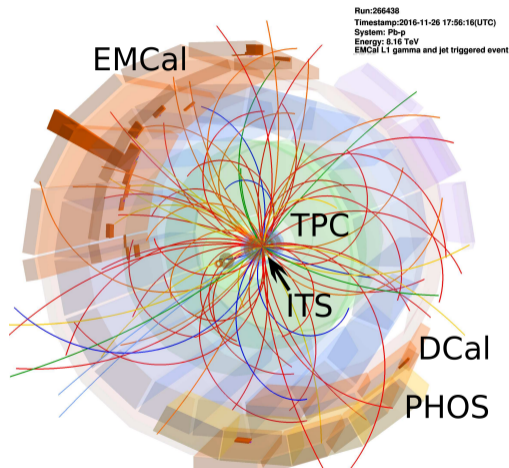 Run:266438
Timestamp:2016-11-26 17:56:16(UTC)
System: Pb-p
Energy: 8.16 TeV
EMCal L1 gamma and jet triggered event
EMCal
TPC
ITS
DCal
PHOS